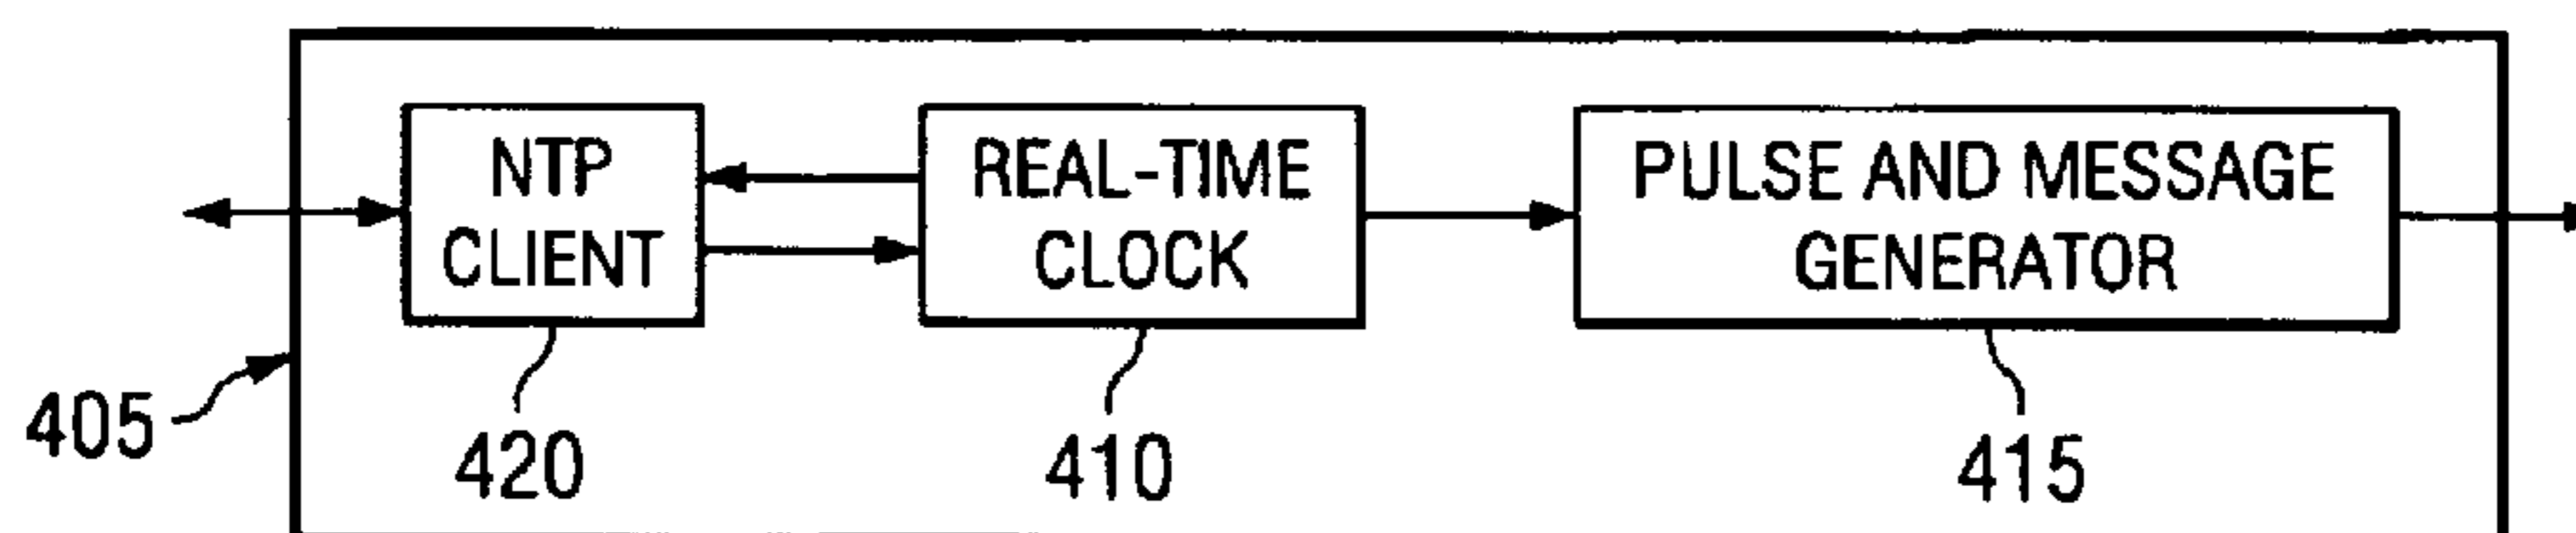 NTP
CLIENT
REAL-TIME
CLOCK
PULSE AND MESSAGE
GENERATOR
405
420
410
415